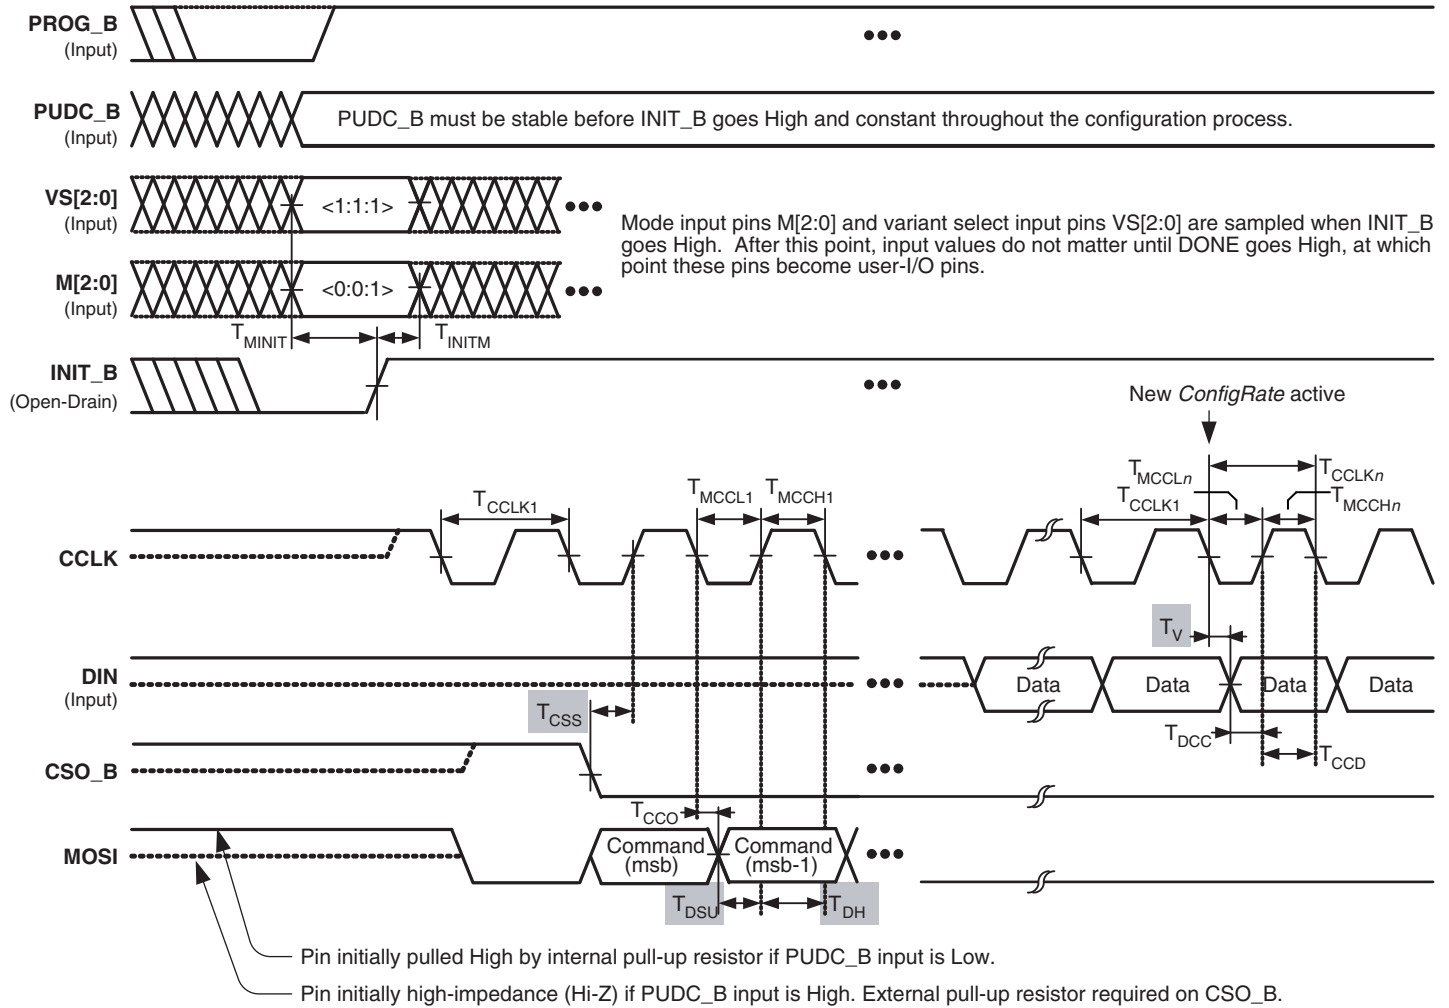 PROG_B
(Input)
PUDC_B
(Input)
PUDC_B must be stable before INIT_B goes High and constant throughout the configuration process.
VS[2:0]
(Input)
<1:1:1>
Mode input pins M[2:0] and variant select input pins VS[2:0] are sampled when INIT_B
goes High. After this point, input values do not matter until DONE goes High, at which
point these pins become user-I/O pins.
M[2:0]
(Input)
<0:0:1>
TMINIT
TINITM
INIT_B
(Open-Drain)
New ConfigRate active
TMCCLn
TCCLKn
TCCLK1
TMCCL1
TMCCH1
TCCLK1
TMCCHn
CCLK
TV
DIN
(Input)
Data
Data
Data
Data
TCSS
TDCC
TCCD
CSO_B
TCCO
MOSI
Command
(msb)
Command
(msb-1)
TDSU
TDH
Pin initially pulled High by internal pull-up resistor if PUDC_B input is Low.
Pin initially high-impedance (Hi-Z) if PUDC_B input is High. External pull-up resistor required on CSO_B.